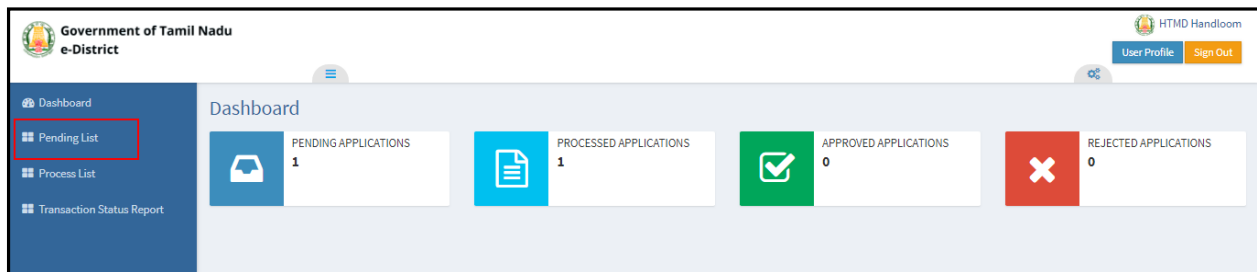 Government of Tamil Nadu
e-District
HTMD Handloom
User Profile
Sign Out
Dashboard
Pending List
Process List
Transaction Status Report
Dashboard
PENDING APPLICATIONS
1
PROCESSED APPLICATIONS
1
APPROVED APPLICATIONS
0
REJECTED APPLICATIONS
0